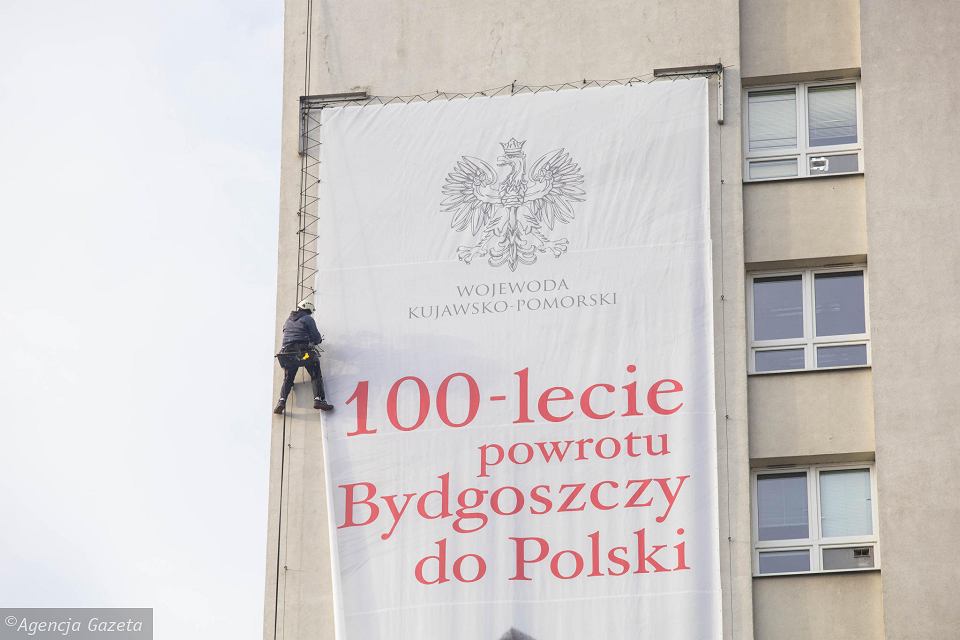 WOJEWODA
KUJAWSKO-POMORSKI
100-lecie
powrotu
Bydgoszczy
do Polski
©Agencja Gazeta